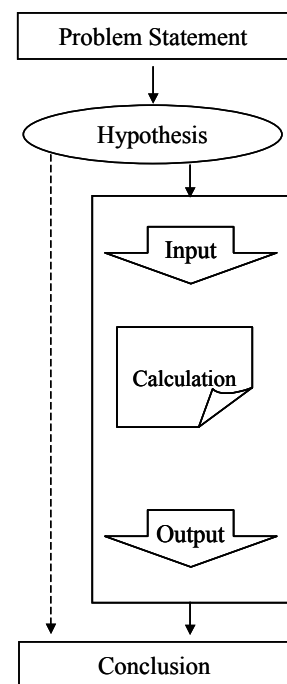 Problem Statement
Hypothesis
Input
Calculation
Output
Conclusion